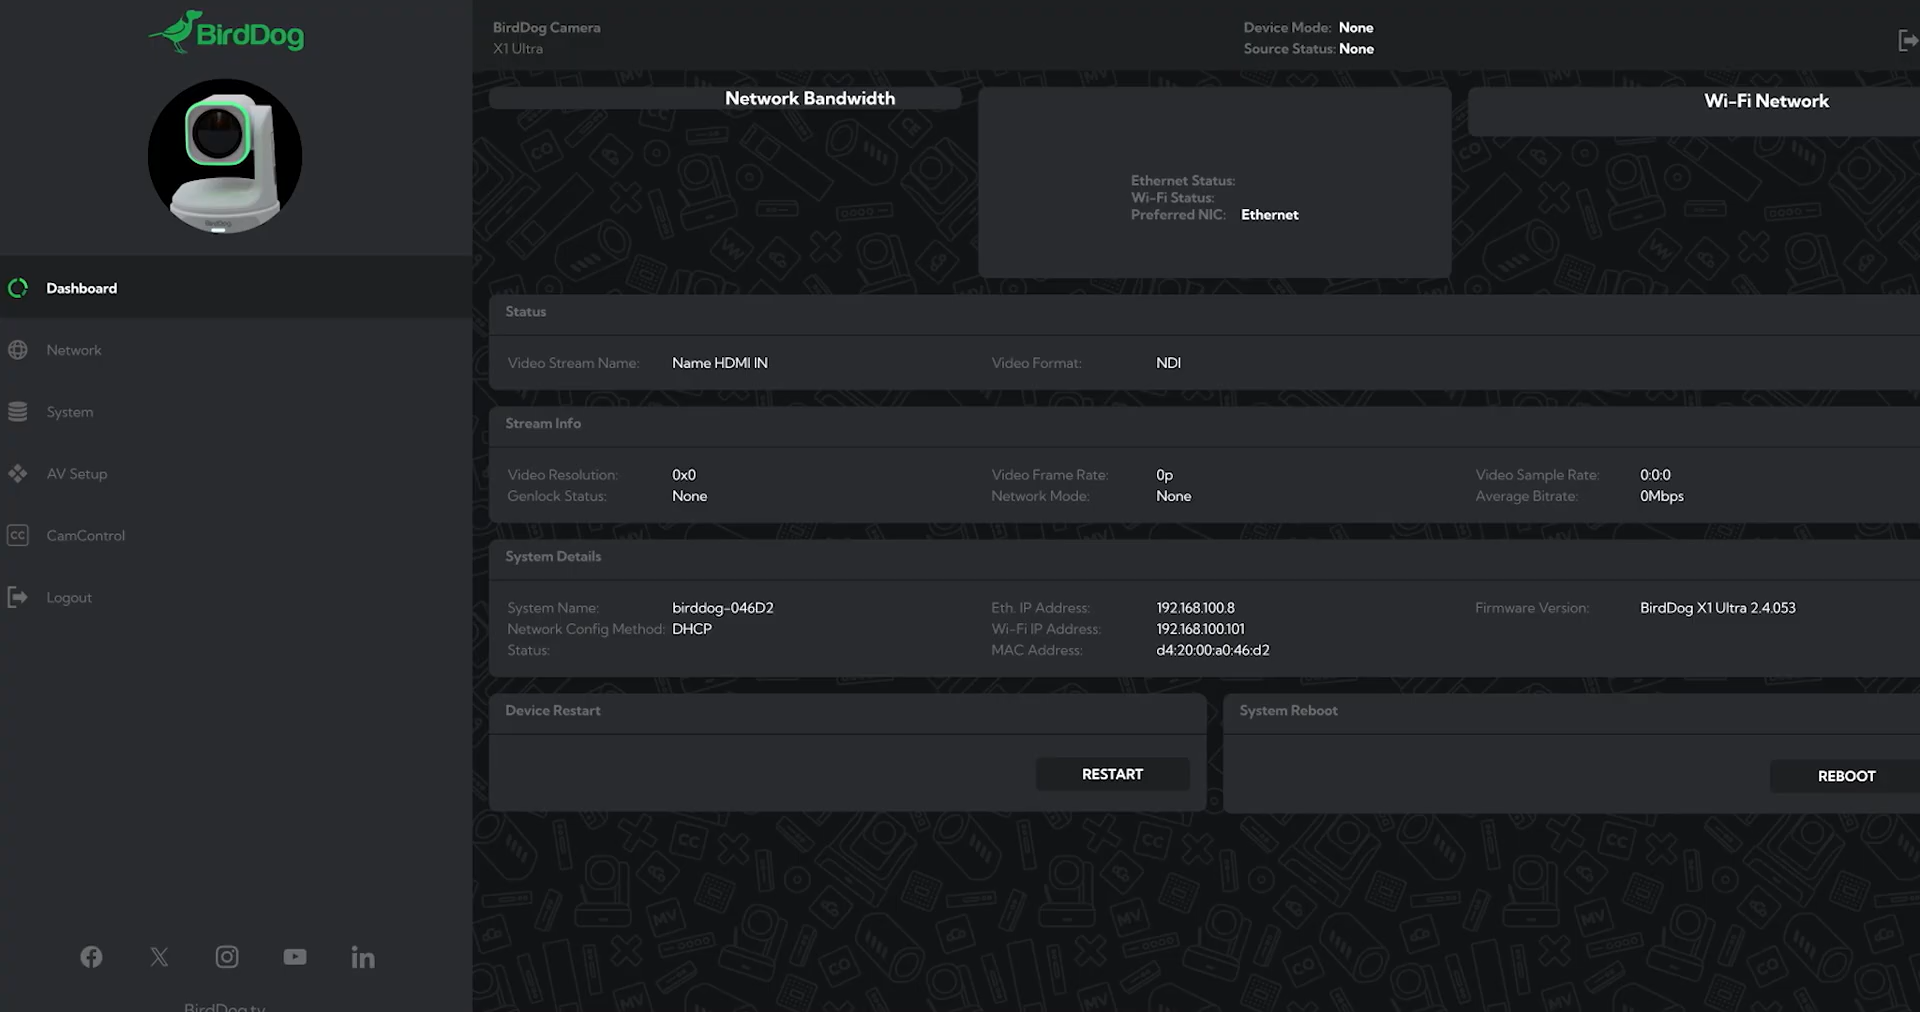 BirdDog
BirdDog Camera
X1 Ultra
Device Mode: None
Source Status: None
Network Bandwidth
Ethernet Status:
Wi-Fi Status:
Preferred NIC: Ethernet
Wi-Fi Network
Dashboard
Network
System
AV Setup
CC CamControl
Logout
Status
Video Stream Name: Name HDMI IN
Video Format: NDI
Stream Info
Video Resolution: 0x0
Video Frame Rate: 0p
Video Sample Rate: 0:0:0
Genlock Status: None
Network Mode: None
Average Bitrate: 0Mbps
System Details
System Name: birddog-046D2
Eth. IP Address: 192.168.100.8
Firmware Version: BirdDog X1 Ultra 2.4.053
Network Config Method: DHCP
Wi-Fi IP Address: 192.168.100.101
Status:
MAC Address: d4:20:00:a0:46:d2
Device Restart
RESTART
System Reboot
REBOOT
BirdDog.tv